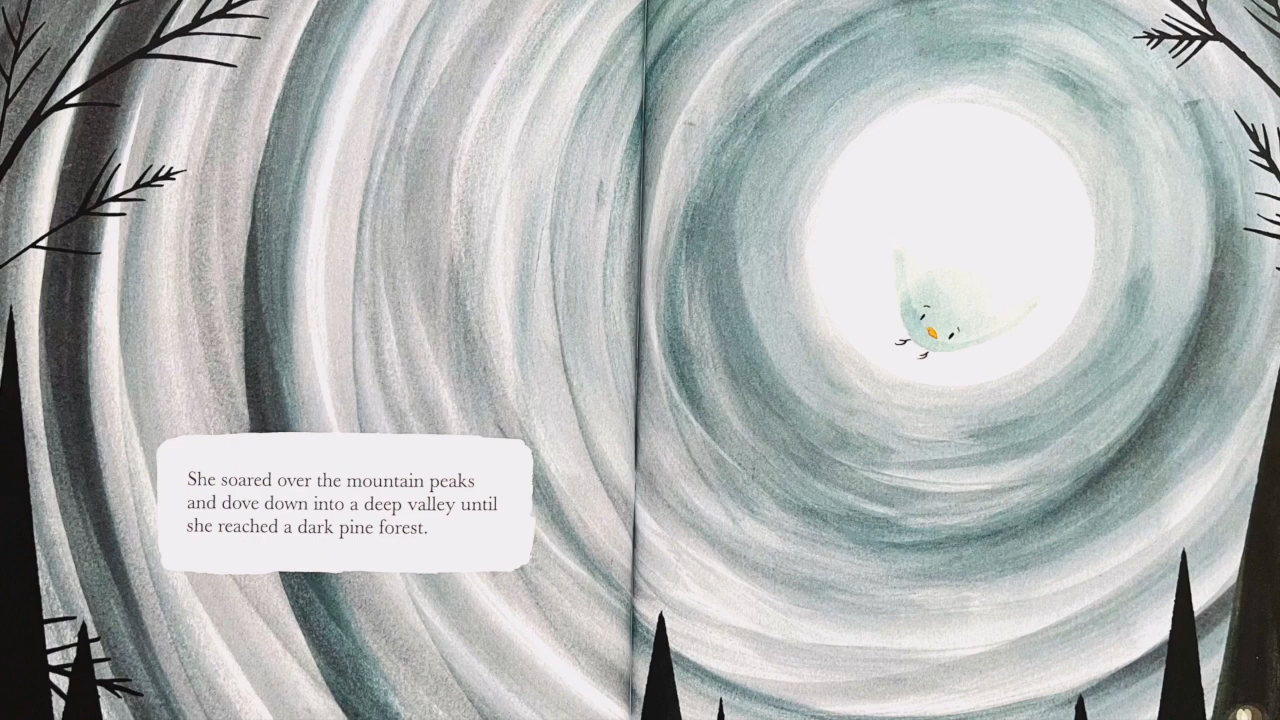 She soared over the mountain peaks
and dove down into a deep valley until
she reached a dark pine forest.